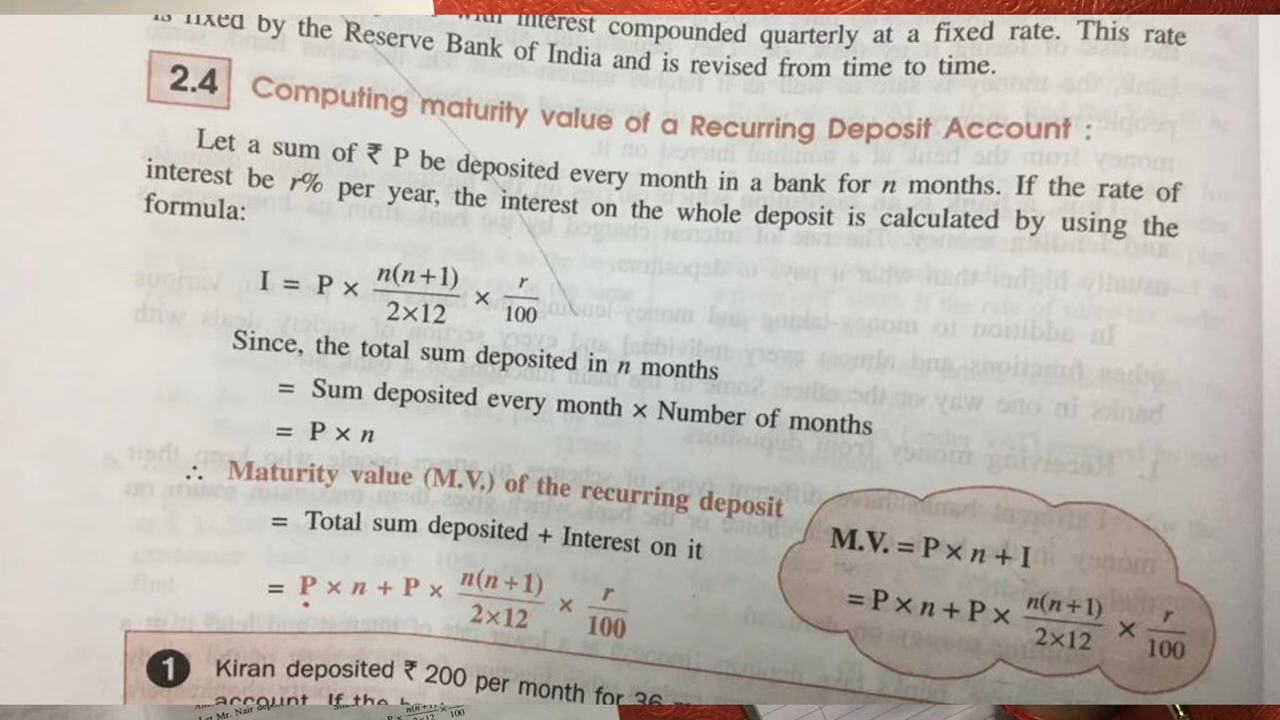 is fixed by the Reserve Bank of India and is revised from time to time.
with interest compounded quarterly at a fixed rate. This rate
2.4 Computing maturity value of a Recurring Deposit Account :
Let a sum of ₹ P be deposited every month in a bank for n months. If the rate of
interest be r% per year, the interest on the whole deposit is calculated by using the
formula:
I = P × n(n+1)/2×12 × r/100
Since, the total sum deposited in n months
= Sum deposited every month × Number of months
= P × n
∴ Maturity value (M.V.) of the recurring deposit
= Total sum deposited + Interest on it
= P × n + P × n(n+1)/2×12 × r/100
M.V. = P × n + I
= P × n + P × n(n+1)/2×12 × r/100
1 Kiran deposited ₹ 200 per month for 36
account. If the
Mr. Nair